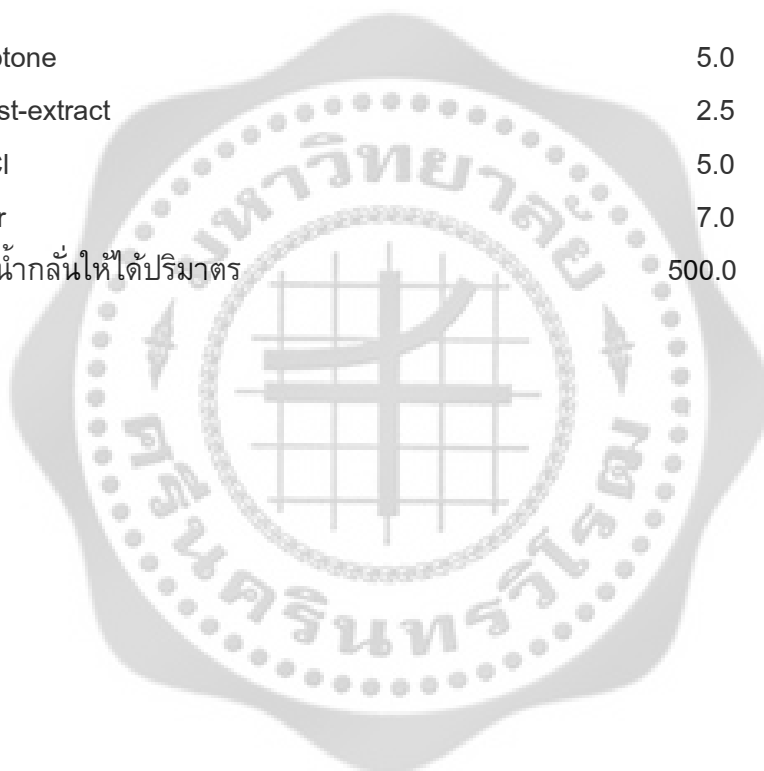 otone 5.0
st-extract 2.5
Cl 5.0
r 7.0
น้ำกลั่นให้ได้ปริมาตร 500.0
มหาวิทยาลัย
ศรีนครินทรวิโรฒ